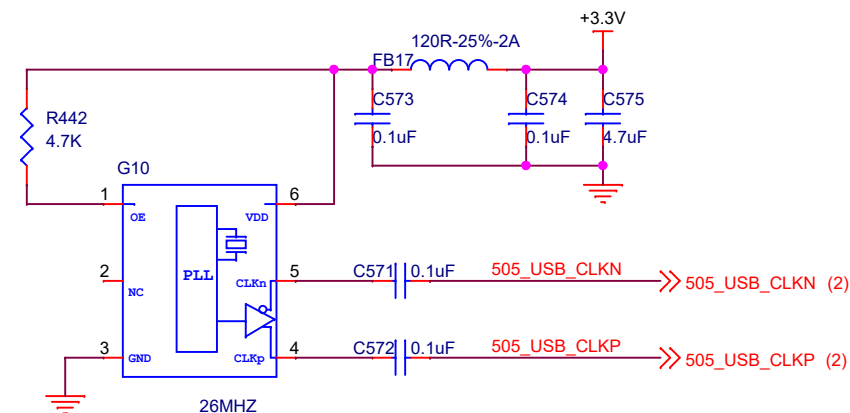 +3.3V
120R-25%-2A
FB17
C573
C574
C575
R442
4.7K
0.1uF
0.1uF
4.7uF
G10
1
6
OE
VDD
PLL
2
5
C571
0.1uF
505_USB_CLKN
505_USB_CLKN (2)
NC
CLKn
3
4
C572
0.1uF
505_USB_CLKP
505_USB_CLKP (2)
GND
CLKp
26MHZ